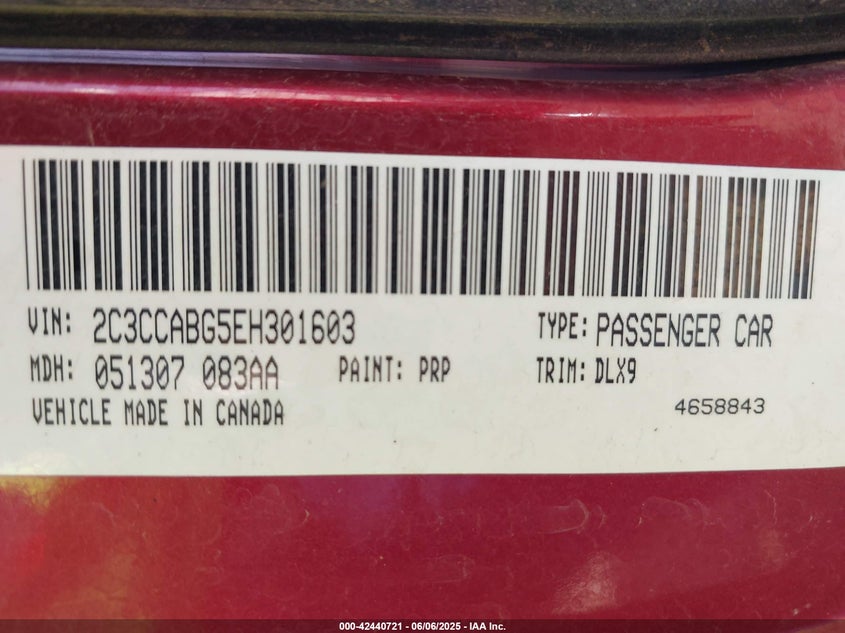 VIN: 2C3CCABG5EH301603 TYPE: PASSENGER CAR
MDH: 051307 083AA PAINT: PRP TRIM: DLX9
VEHICLE MADE IN CANADA 4658843
000-42440721 - 06/06/2025 - IAA Inc.